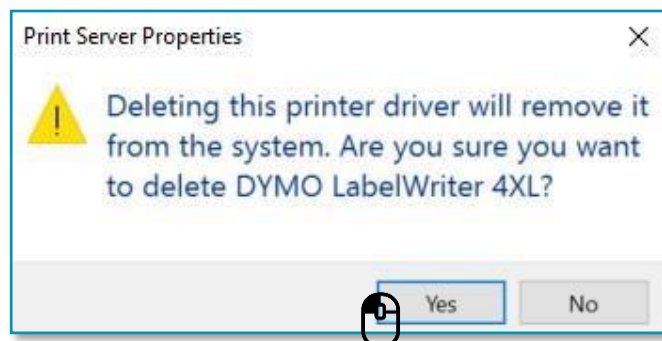 Print Server Properties
Deleting this printer driver will remove it
from the system. Are you sure you want
to delete DYMO LabelWriter 4XL?
Yes
No